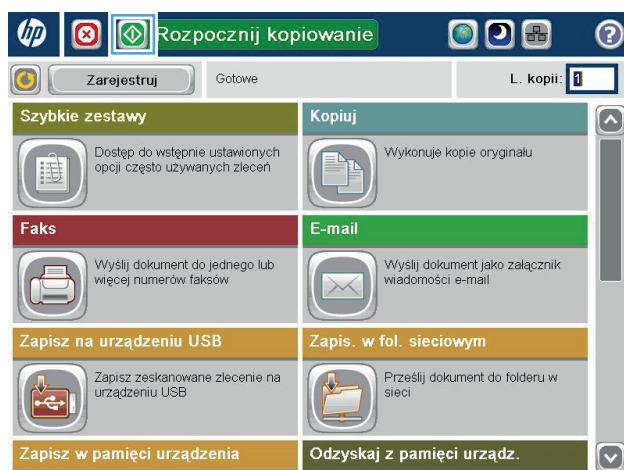 hp
Rozpocznij kopiowanie
?
Zarejestruj
Gotowe
L. kopii: 1
Szybkie zestawy
Kopiuj
Dostęp do wstępnie ustawionych
opcji często używanych zleceń
Wykonuje kopie oryginału
Faks
E-mail
Wyślij dokument do jednego lub
więcej numerów faksów
Wyślij dokument jako załącznik
wiadomości e-mail
Zapisz na urządzeniu USB
Zapis. w fol. sieciowym
Zapisz zeskanowane zlecenie na
urządzeniu USB
Prześlij dokument do folderu w
sieci
Zapisz w pamięci urządzenia
Odzyskaj z pamięci urządz.